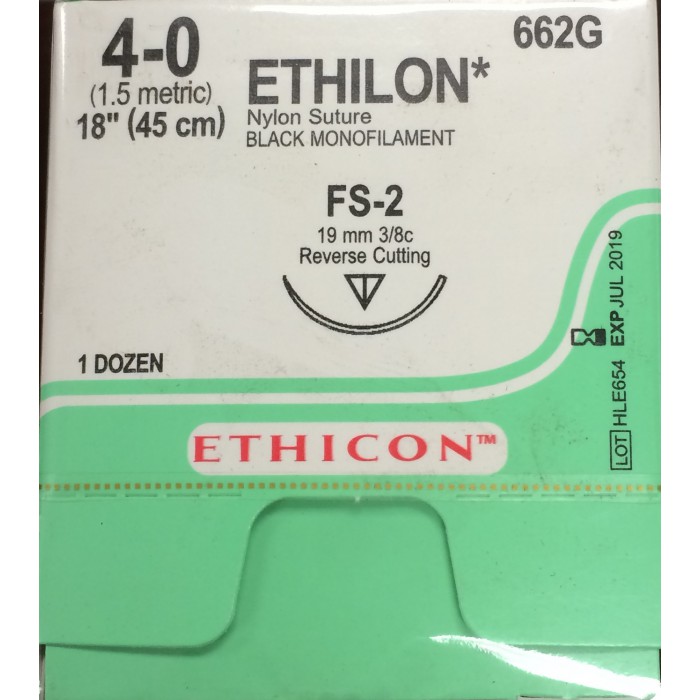 4-0
(1.5 metric)
18" (45 cm)
ETHILON*
Nylon Suture
BLACK MONOFILAMENT
662G
FS-2
19 mm 3/8c
Reverse Cutting
1 DOZEN
EXP JUL 2019
LOT HLE654
ETHICON™